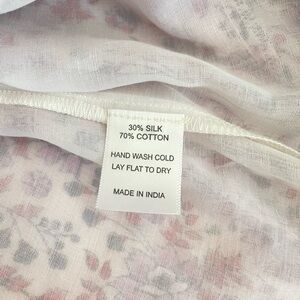 30% SILK
70% COTTON
HAND WASH COLD
LAY FLAT TO DRY
MADE IN INDIA